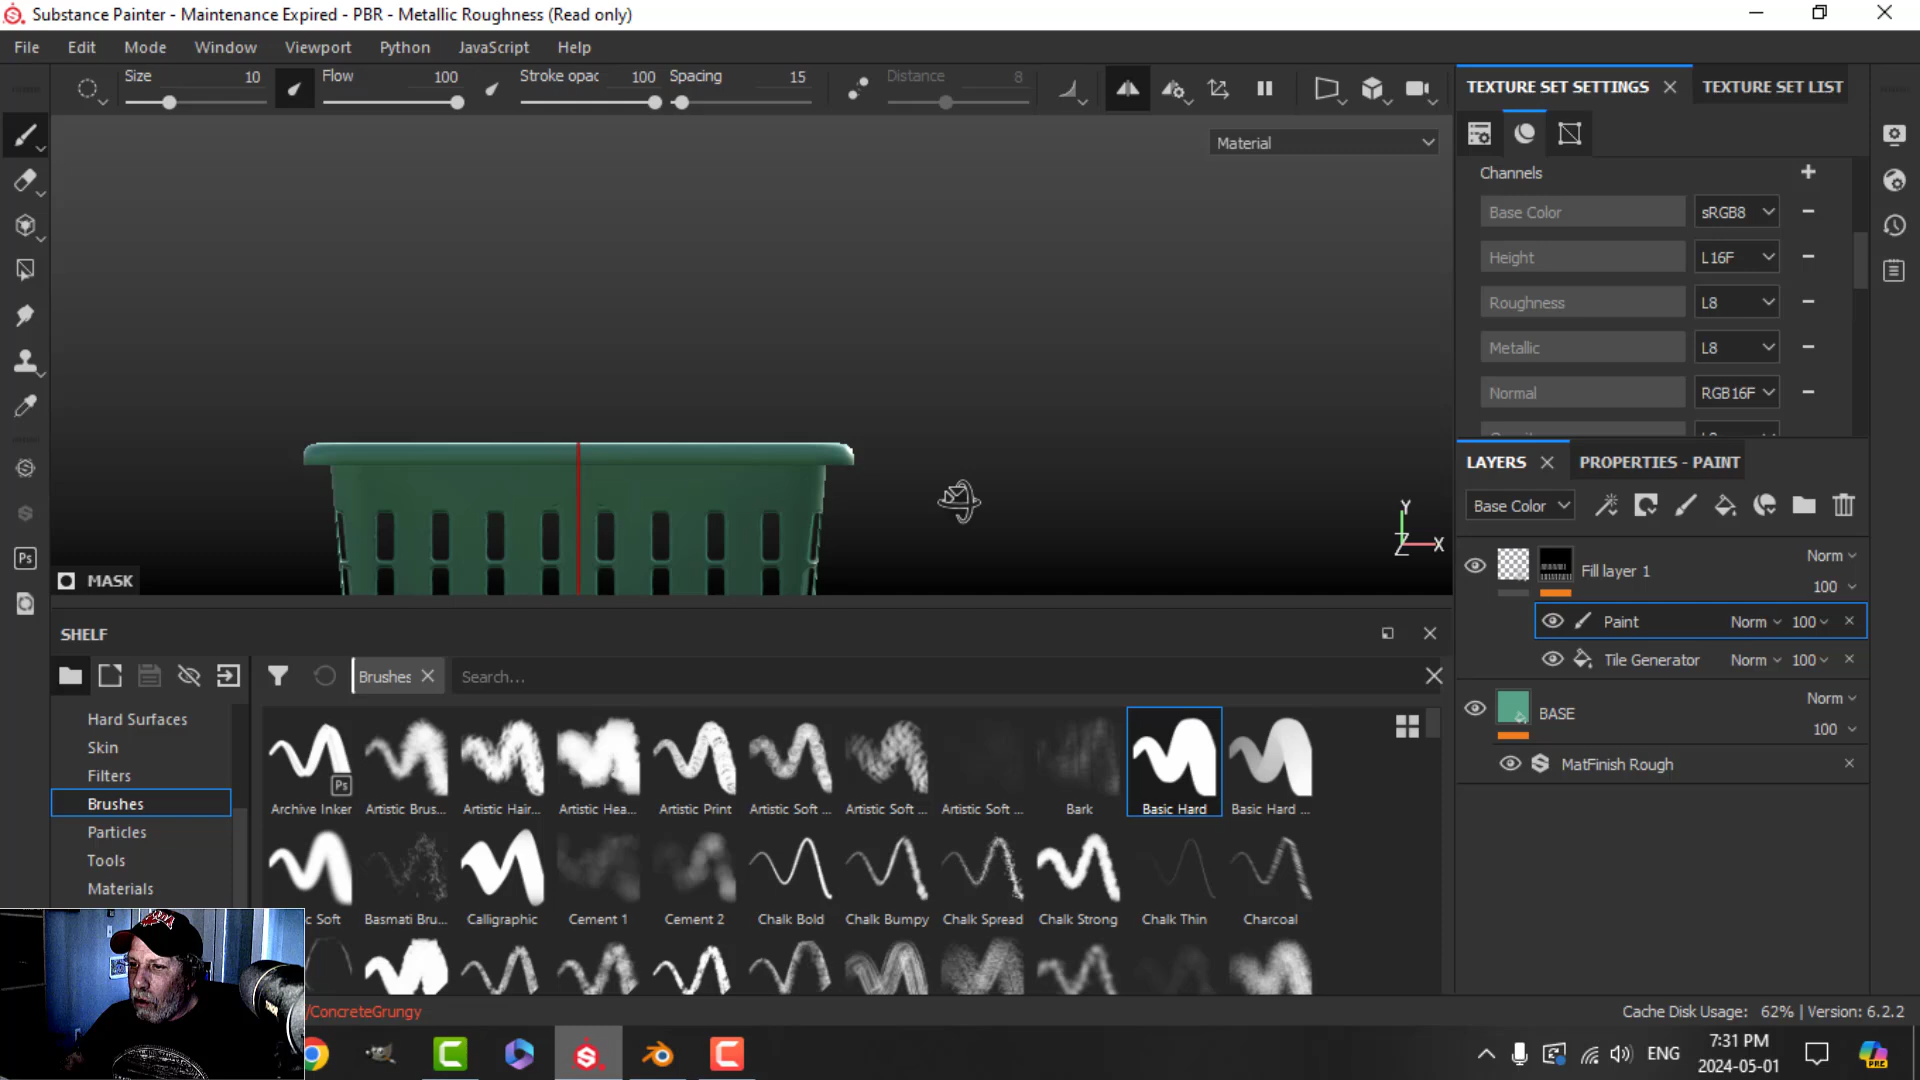 Substance Painter - Maintenance Expired - PBR - Metallic Roughness (Read only)
File Edit Mode Window Viewport Python JavaScript Help
Size 10 Flow 100 Stroke opac 100 Spacing 15 Distance 8
TEXTURE SET SETTINGS TEXTURE SET LIST
Material
Channels
Base Color sRGB8
Height L16F
Roughness L8
Metallic L8
Normal RGB16F
Y
Z X
MASK
LAYERS PROPERTIES - PAINT
Base Color
Norm
Fill layer 1
100
Paint Norm 100
Tile Generator Norm 100
Norm
BASE
100
MatFinish Rough
SHELF
Brushes Search...
Hard Surfaces
Skin
Filters
Brushes
Particles
Tools
Materials
Ps
Ps
Archive Inker Artistic Brus... Artistic Hair... Artistic Hea... Artistic Print Artistic Soft ... Artistic Soft ... Artistic Soft ... Bark Basic Hard Basic Hard ...
Soft Basmati Bru... Calligraphic Cement 1 Cement 2 Chalk Bold Chalk Bumpy Chalk Spread Chalk Strong Chalk Thin Charcoal
/ConcreteGrungy
Cache Disk Usage: 62% | Version: 6.2.2
ENG
7:31 PM
2024-05-01